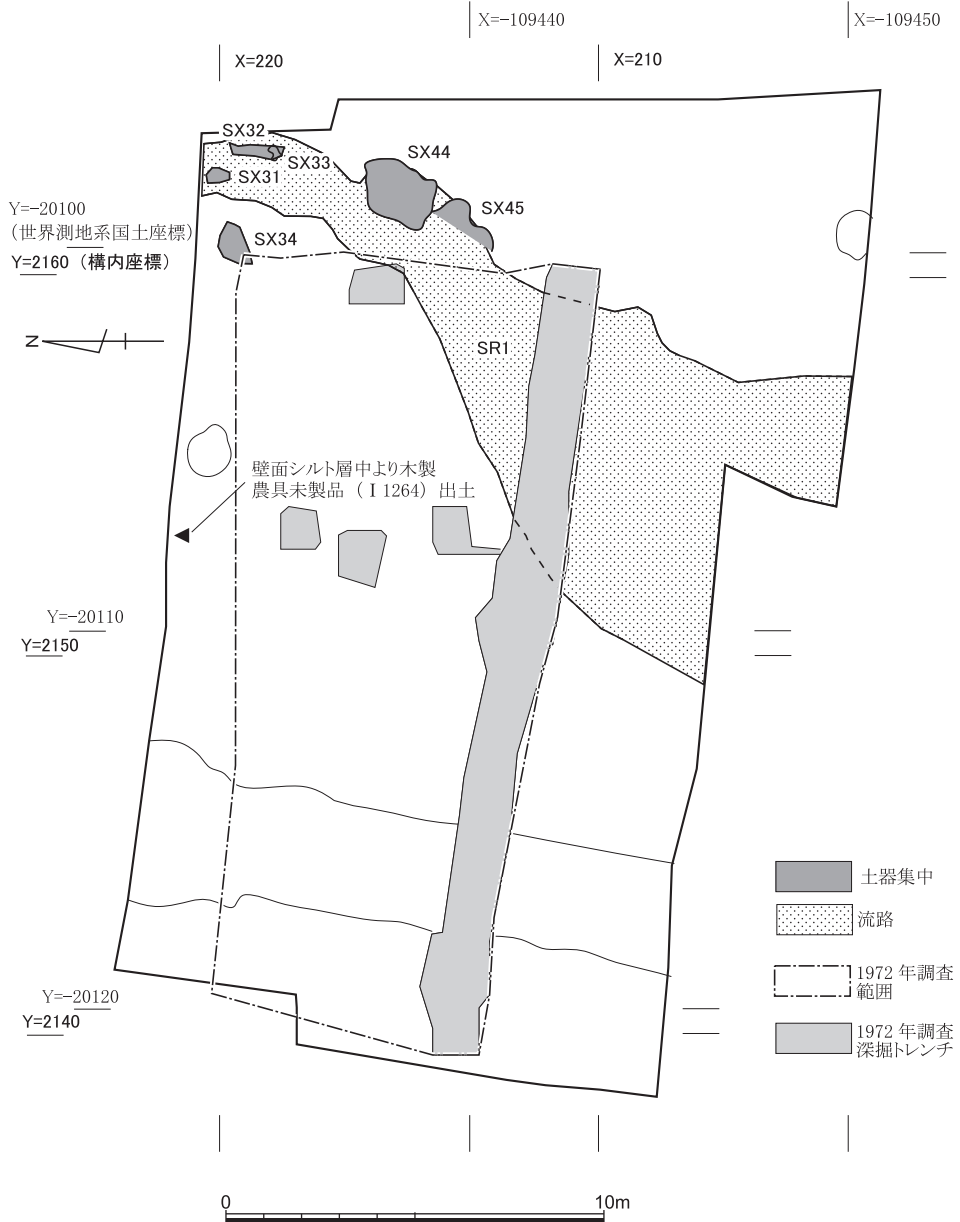 X=-109440
X=-109450
X=220
X=210
SX32
SX33
SX31
SX44
SX45
Y=-20100
(世界測地系国土座標)
Y=2160 (構内座標)
SX34
N
SR1
壁面シルト層中より木製
農具未製品（Ⅰ1264）出土
Y=-20110
Y=2150
土器集中
流路
1972 年調査
範囲
1972 年調査
深掘トレンチ
Y=-20120
Y=2140
0
10m